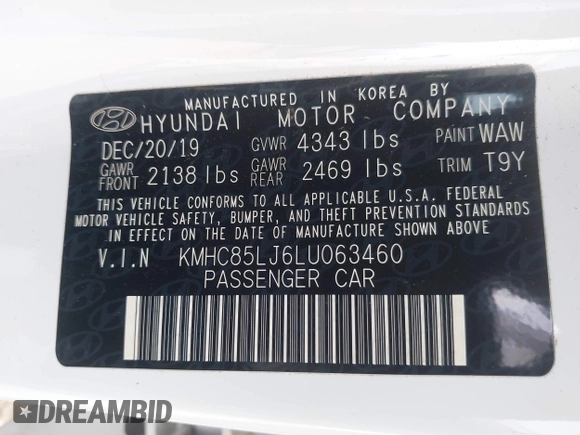 MANUFACTURED IN KOREA BY
HYUNDAI MOTOR COMPANY
DEC/20/19 GVWR 4343 lbs PAINT WAW
GAWR FRONT 2138 lbs GAWR REAR 2469 lbs TRIM T9Y
THIS VEHICLE CONFORMS TO ALL APPLICABLE U.S.A. FEDERAL
MOTOR VEHICLE SAFETY, BUMPER, AND THEFT PREVENTION
STANDARDS IN EFFECT ON THE DATE OF MANUFACTURE SHOWN ABOVE
V.I.N KMHC85LJ6LU063460
PASSENGER CAR
DREAMBID